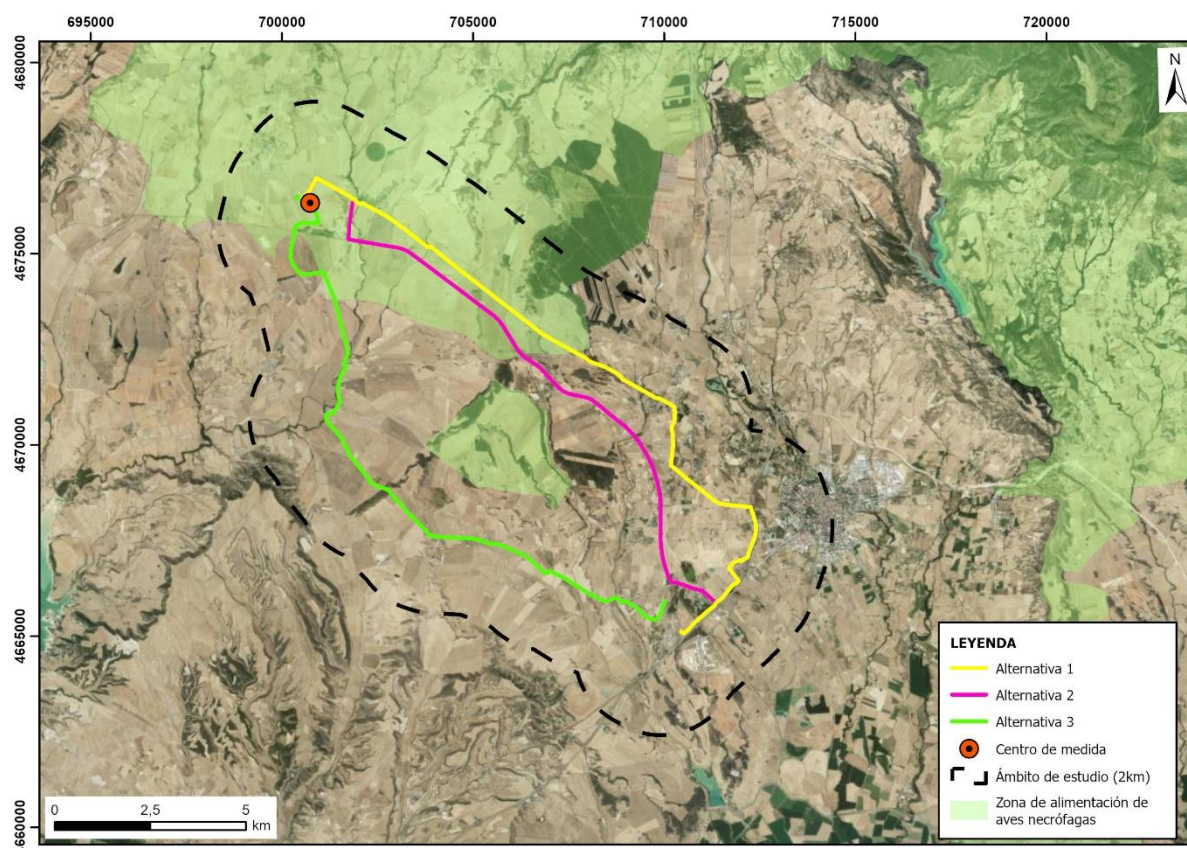 695000 700000 705000 710000 715000 720000
4680000
N
4675000
4670000
4665000
4660000
LEYENDA
Alternativa 1
Alternativa 2
Alternativa 3
Centro de medida
Ámbito de estudio (2km)
Zona de alimentación de
aves necrófagas
0 2,5 5
km